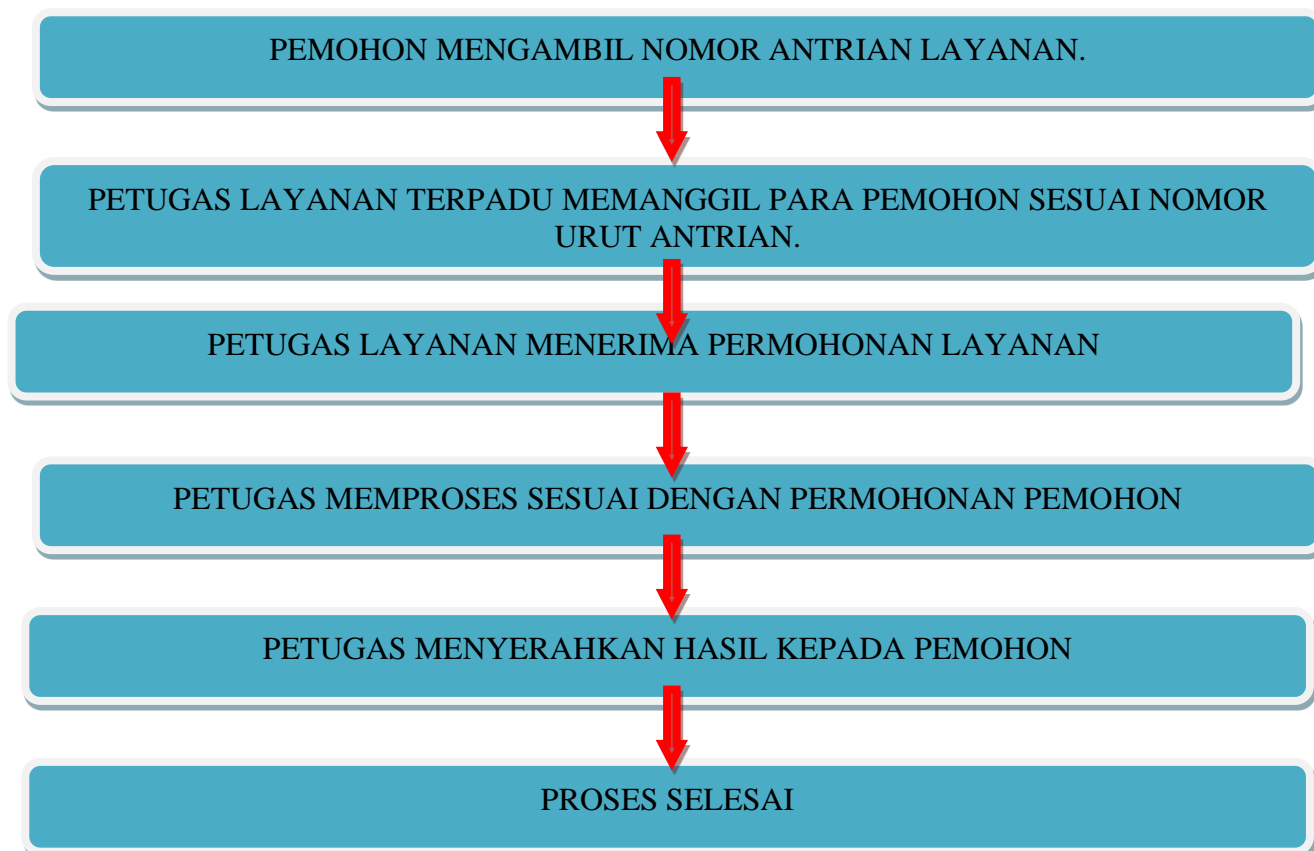 PEMOHON MENGAMBIL NOMOR ANTRIAN LAYANAN.
PETUGAS LAYANAN TERPADU MEMANGGIL PARA PEMOHON SESUAI NOMOR
URUT ANTRIAN.
PETUGAS LAYANAN MENERIMA PERMOHONAN LAYANAN
PETUGAS MEMPROSES SESUAI DENGAN PERMOHONAN PEMOHON
PETUGAS MENYERAHKAN HASIL KEPADA PEMOHON
PROSES SELESAI